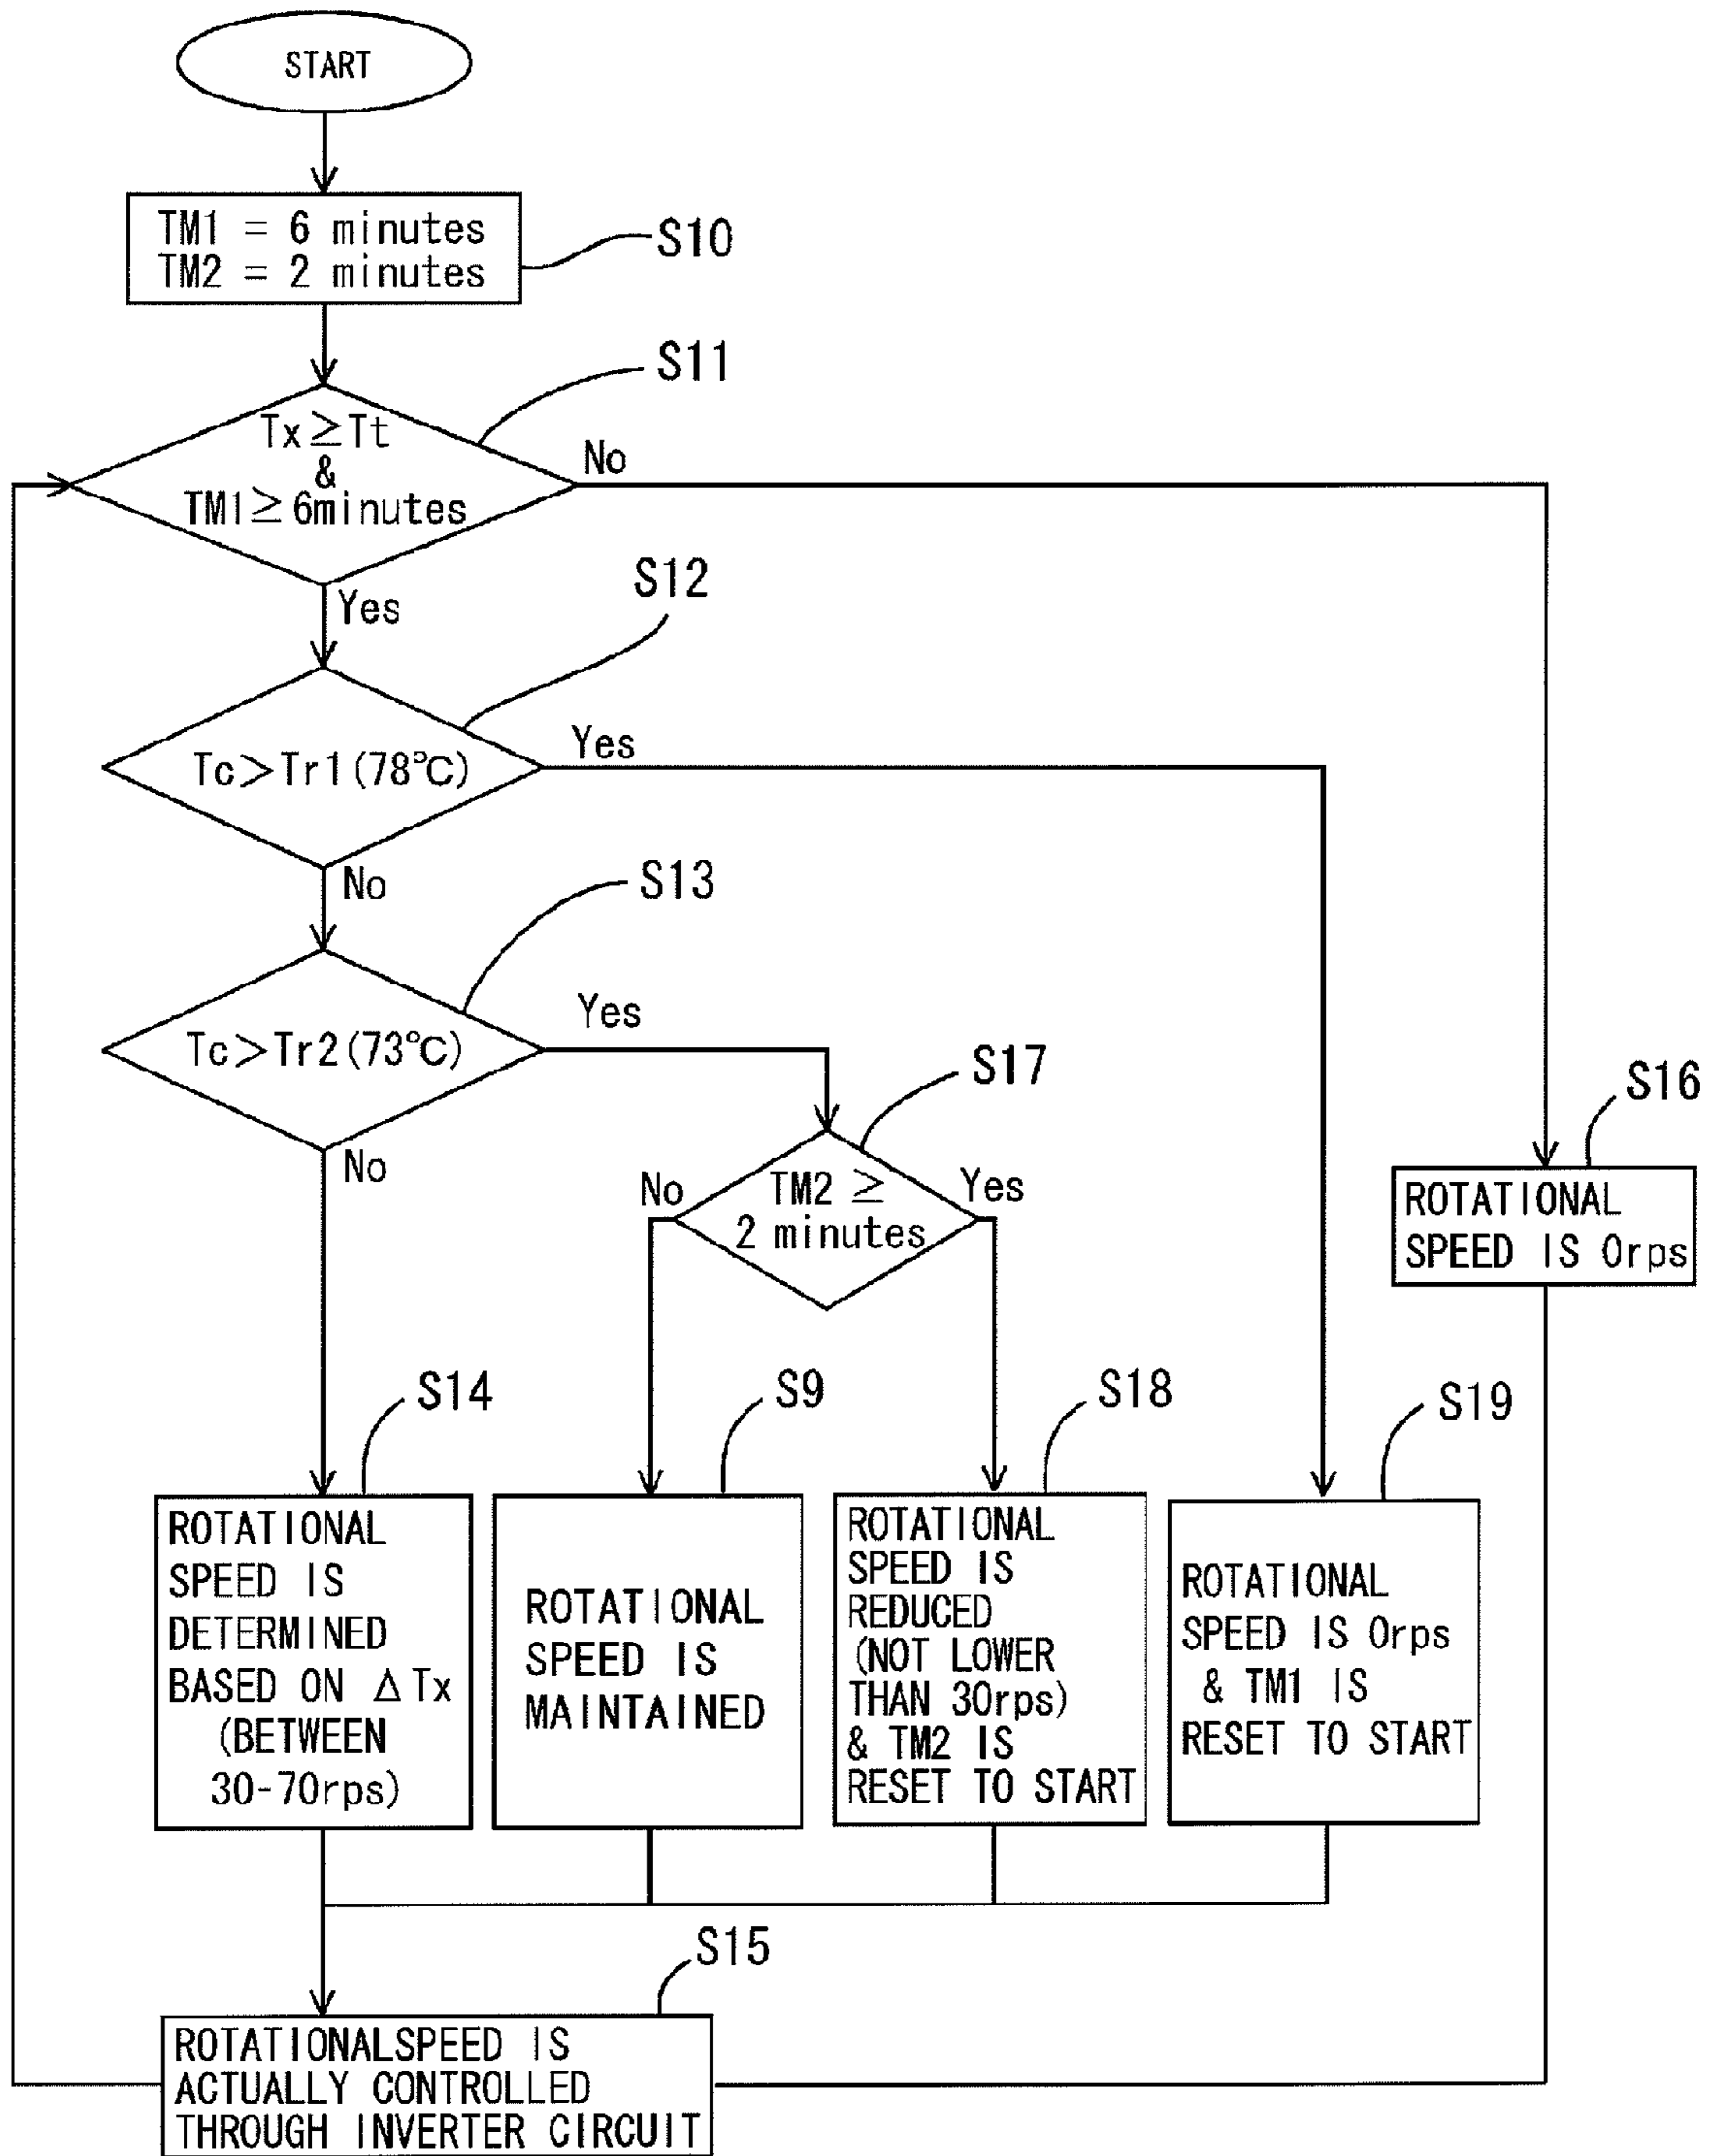 START
TM1 = 6 minutes
TM2 = 2 minutes
S10
S11
Tx≧Tt
&
TM1≧6minutes
No
Yes
S12
Tc>Tr1(78℃)
Yes
No
S13
Tc>Tr2(73℃)
Yes
No
S17
TM2 ≧
2 minutes
No
Yes
S16
ROTATIONAL
SPEED IS 0rps
S14
ROTATIONAL
SPEED IS
DETERMINED
BASED ON ΔTx
(BETWEEN
30-70rps)
S9
ROTATIONAL
SPEED IS
MAINTAINED
S18
ROTATIONAL
SPEED IS
REDUCED
(NOT LOWER
THAN 30rps)
& TM2 IS
RESET TO START
S19
ROTATIONAL
SPEED IS 0rps
& TM1 IS
RESET TO START
S15
ROTATIONALSPEED IS
ACTUALLY CONTROLLED
THROUGH INVERTER CIRCUIT